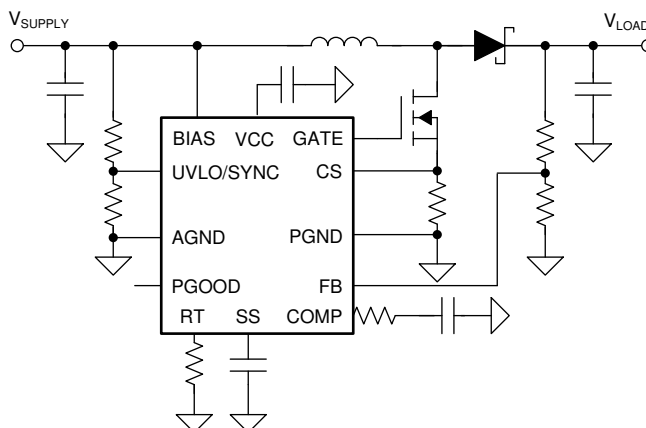 VSUPPLY
VLOAD
BIAS
VCC
GATE
UVLO/SYNC
CS
AGND
PGND
PGOOD
FB
RT
SS
COMP